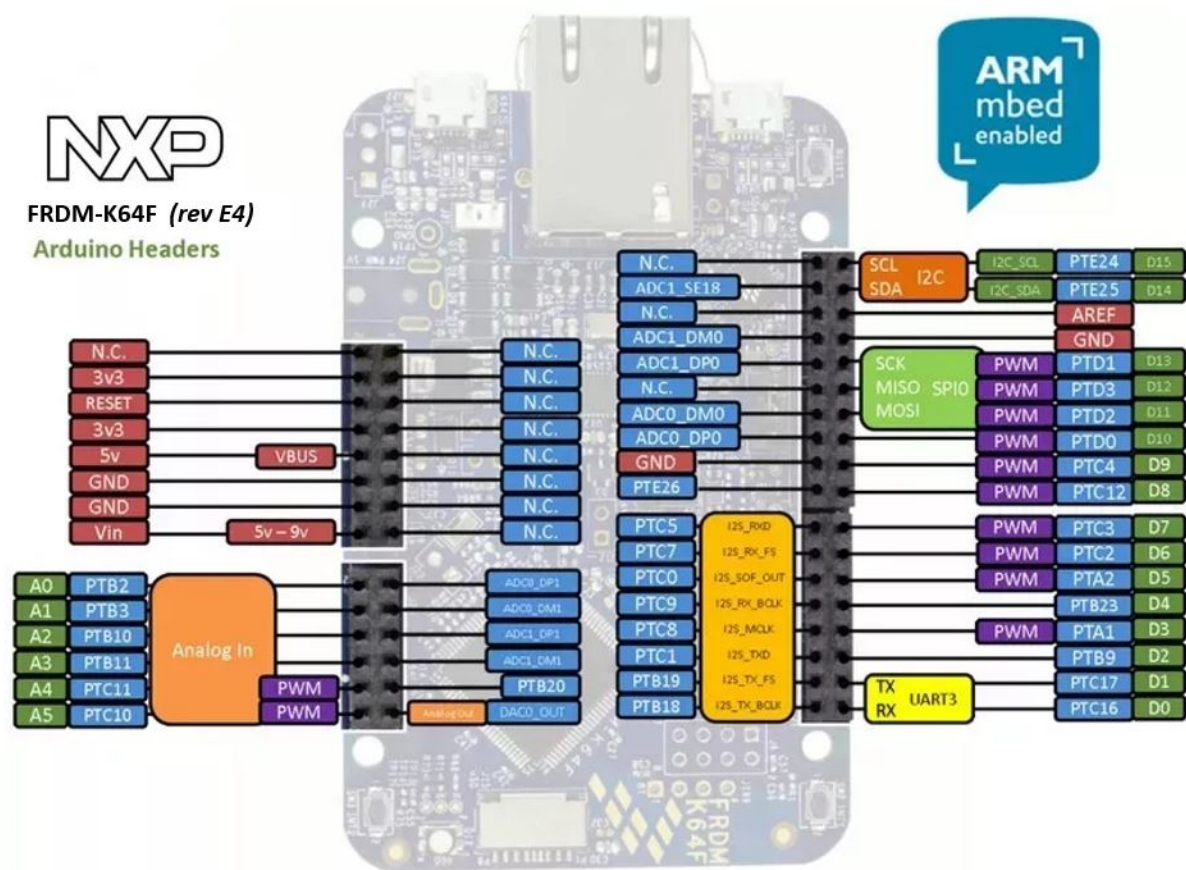 NXP
FRDM-K64F (rev E4)
Arduino Headers
ARM
mbed
enabled
N.C. N.C.
3v3 N.C.
RESET N.C.
3v3 N.C.
5v VBUS N.C.
GND N.C.
GND N.C.
Vin 5v – 9v N.C.
Analog In
A0 PTB2 ADC0_DP1
A1 PTB3 ADC0_DM1
A2 PTB10 ADC1_DP1
A3 PTB11 ADC1_DM1
A4 PTC11 PWM PTB20
A5 PTC10 PWM Analog Out DAC0_OUT
N.C. SCL I2C I2C_SCL PTE24 D15
ADC1_SE18 SDA I2C_SDA PTE25 D14
N.C. AREF
ADC1_DM0 GND
ADC1_DP0 SCK PWM PTD1 D13
N.C. MISO SPI0 PWM PTD3 D12
ADC0_DM0 MOSI PWM PTD2 D11
ADC0_DP0 PWM PTD0 D10
GND PWM PTC4 D9
PTE26 PWM PTC12 D8
PTC5 I2S_RXD PWM PTC3 D7
PTC7 I2S_RX_FS PWM PTC2 D6
PTC0 I2S_SOF_OUT PWM PTA2 D5
PTC9 I2S_RX_BCLK PTB23 D4
PTC8 I2S_MCLK PWM PTA1 D3
PTC1 I2S_TXD PTB9 D2
PTB19 I2S_TX_FS TX UART3 PTC17 D1
PTB18 I2S_TX_BCLK RX PTC16 D0
FRDM
K64F